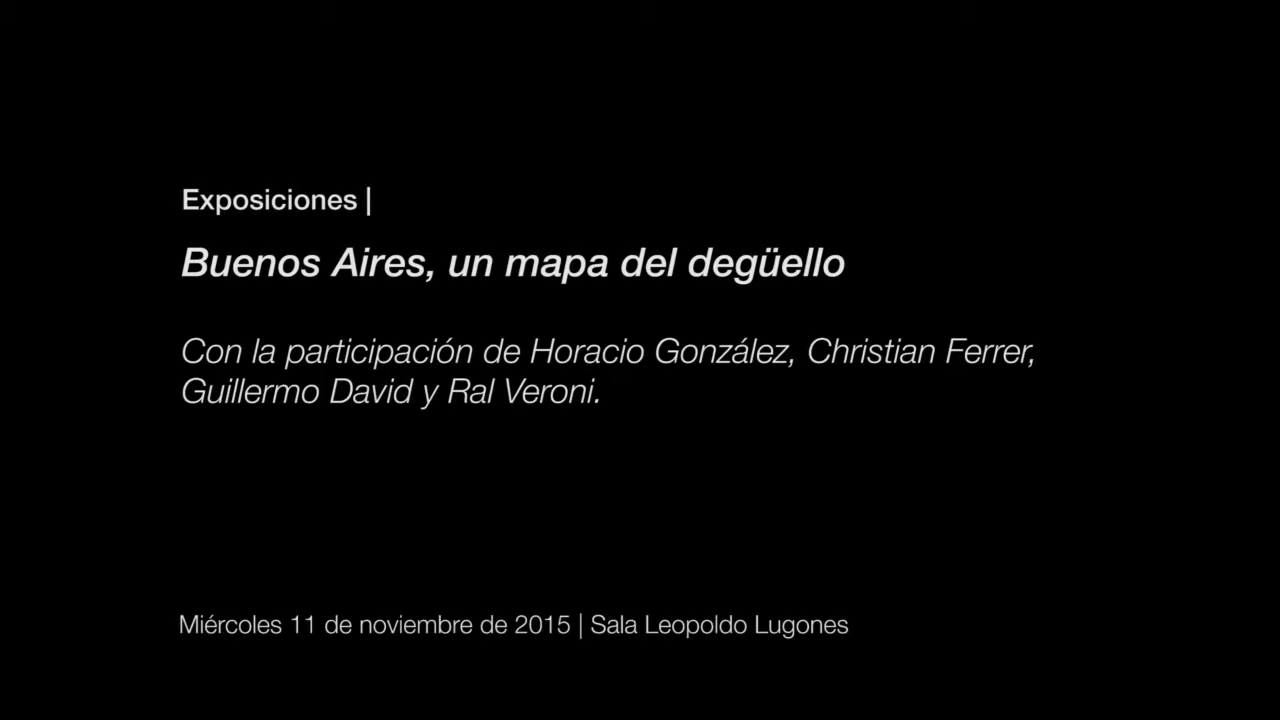 Exposiciones |
Buenos Aires, un mapa del degüello
Con la participación de Horacio González, Christian Ferrer,
Guillermo David y Ral Veroni.
Miércoles 11 de noviembre de 2015 | Sala Leopoldo Lugones